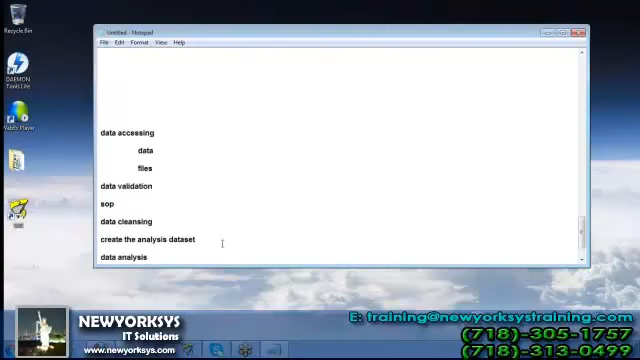 Recycle Bin
DAEMON
Tools Lite
WebEx Player
Untitled - Notepad
File Edit Format View Help
data accessing
data
files
data validation
sop
data cleansing
create the analysis dataset
data analysis
NEWYORKSYS
IT Solutions
www.newyorksys.com
E: training@newyorksystraining.com
(718)-305-1757
(718)-313-0499